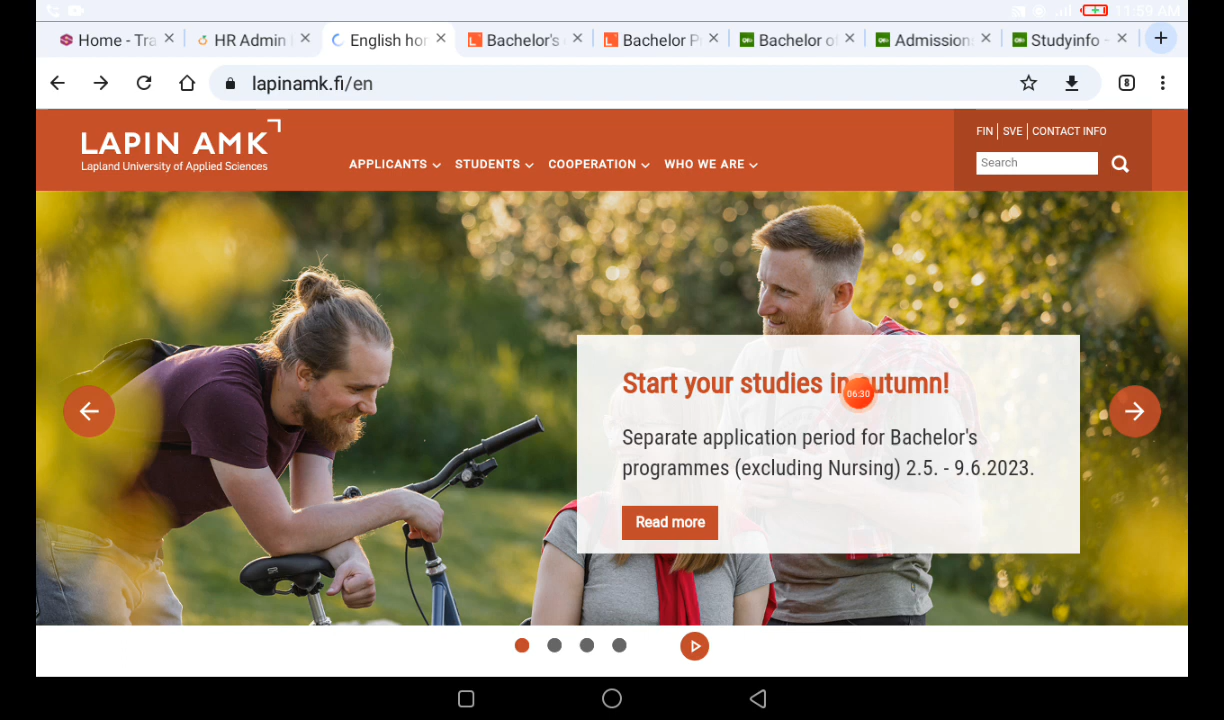 11:59 AM
Home - Tra
HR Admin
English hor
Bachelor's
Bachelor P
Bachelor of
Admission
Studyinfo -
lapinamk.fi/en
8
LAPIN AMK
Lapland University of Applied Sciences
APPLICANTS STUDENTS COOPERATION WHO WE ARE
FIN SVE CONTACT INFO
Search
Start your studies in utumn!
06:30
Separate application period for Bachelor's
programmes (excluding Nursing) 2.5. - 9.6.2023.
Read more